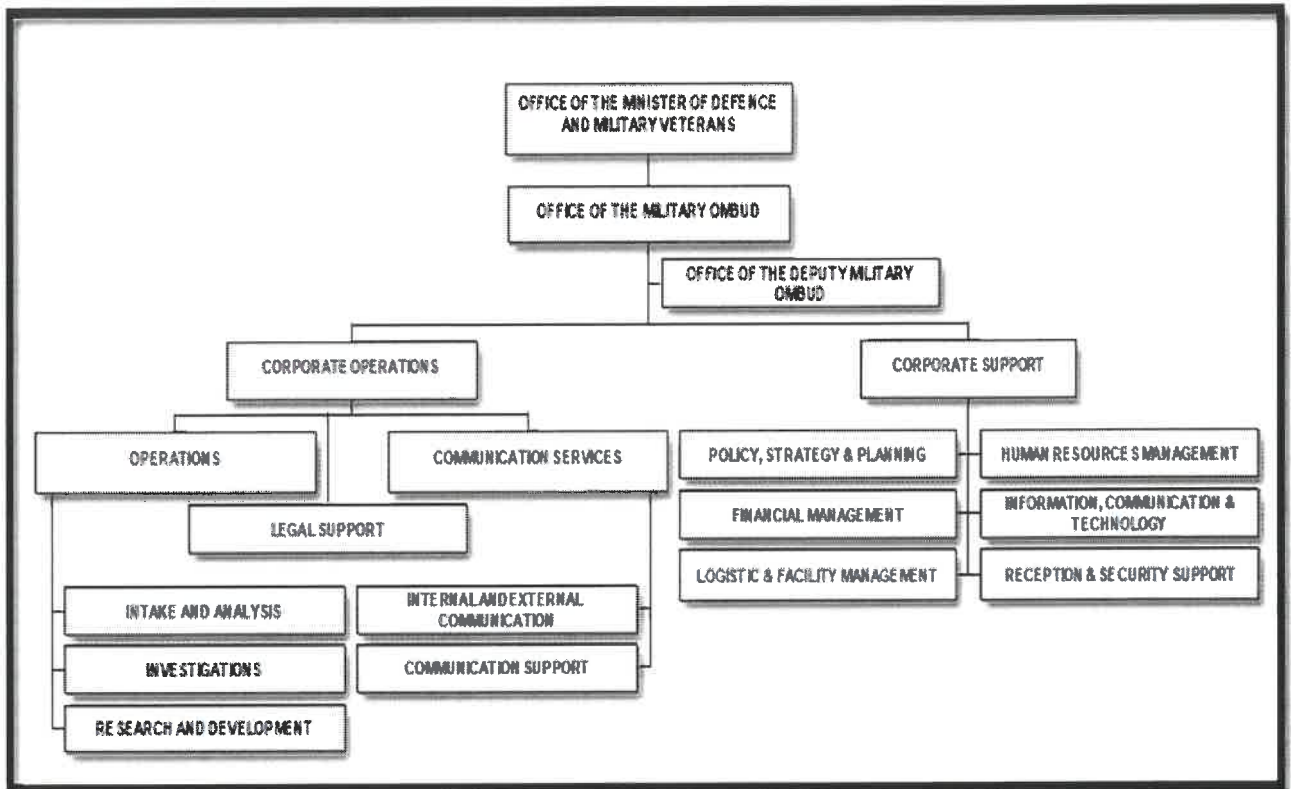 OFFICE OF THE MINISTER OF DEFENCE
AND MILITARY VETERANS
OFFICE OF THE MILITARY OMBUD
OFFICE OF THE DEPUTY MILITARY
OMBUD
CORPORATE OPERATIONS
CORPORATE SUPPORT
OPERATIONS
COMMUNICATION SERVICES
LEGAL SUPPORT
INTAKE AND ANALYSIS
INVESTIGATIONS
RESEARCH AND DEVELOPMENT
INTERNAL AND EXTERNAL
COMMUNICATION
COMMUNICATION SUPPORT
POLICY, STRATEGY & PLANNING
HUMAN RESOURCES MANAGEMENT
FINANCIAL MANAGEMENT
INFORMATION, COMMUNICATION &
TECHNOLOGY
LOGISTIC & FACILITY MANAGEMENT
RECEPTION & SECURITY SUPPORT